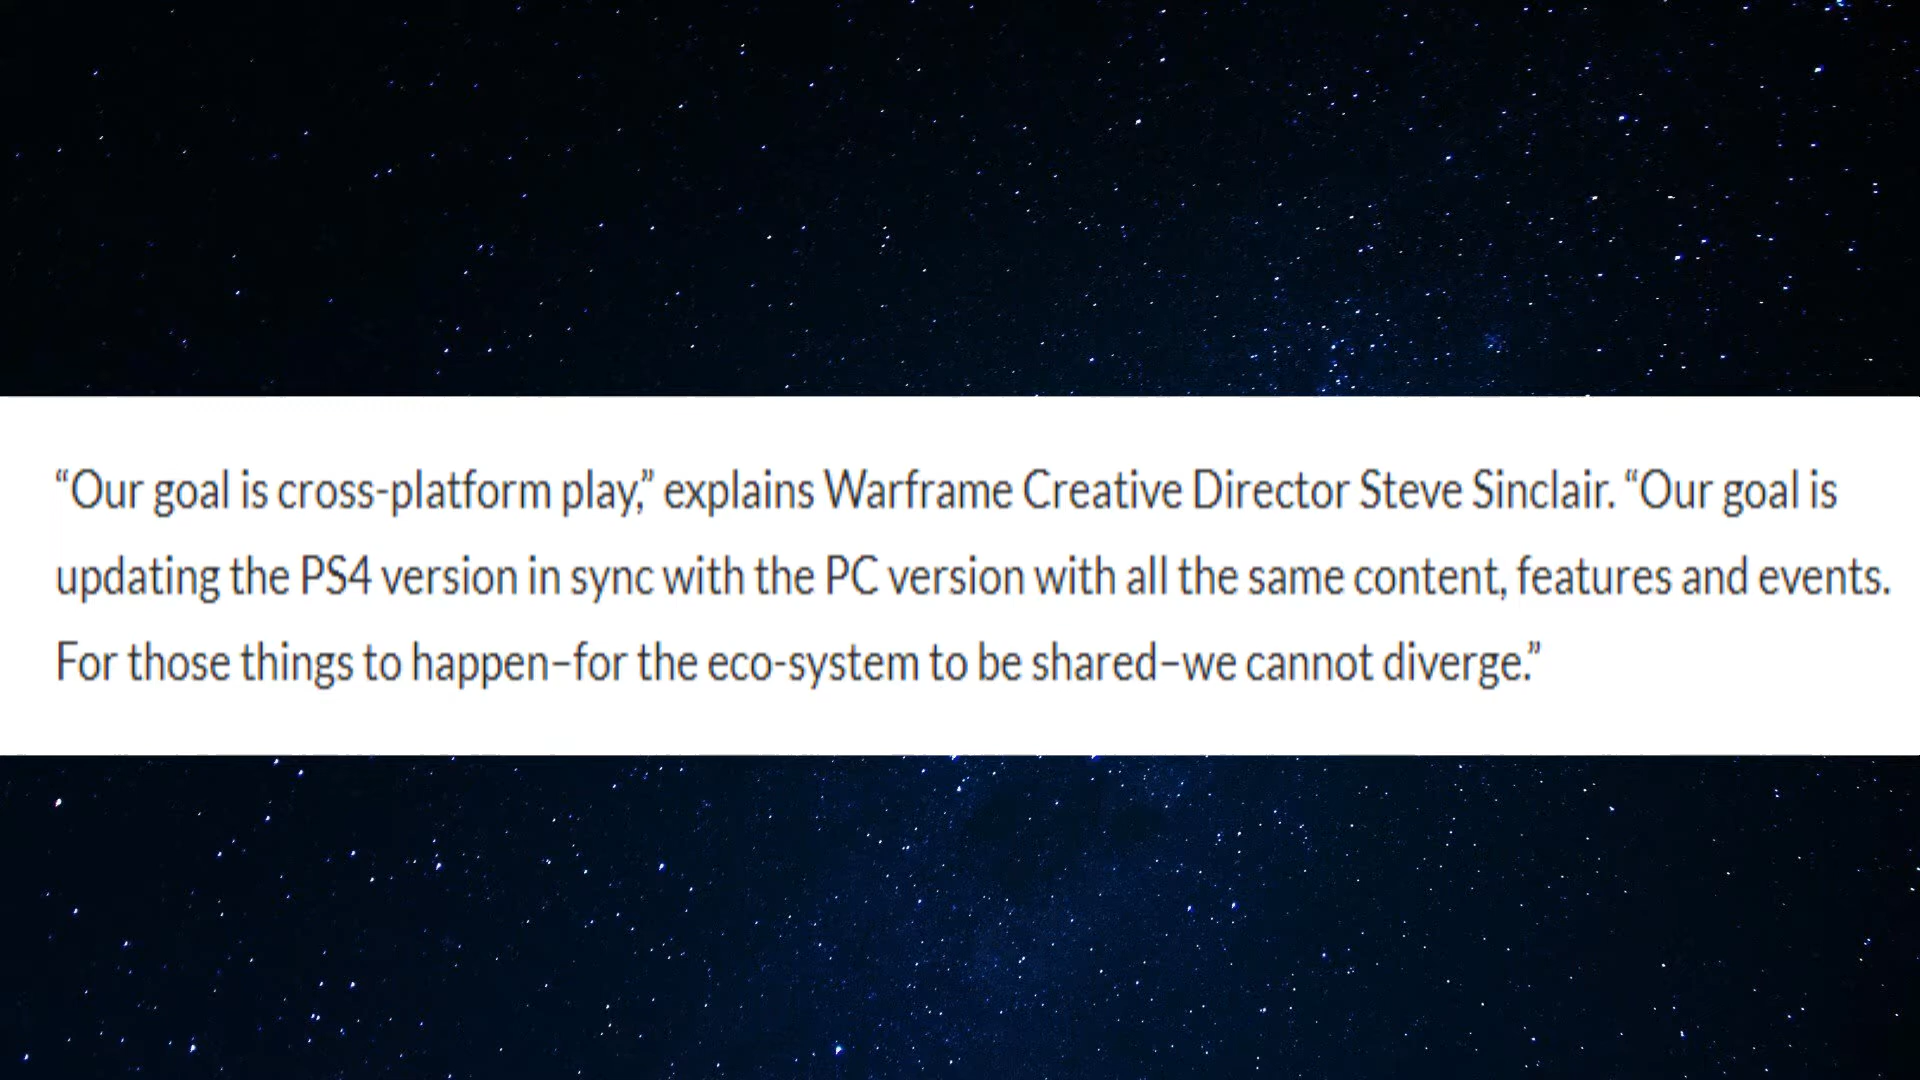 “Our goal is cross-platform play,” explains Warframe Creative Director Steve Sinclair. “Our goal is
updating the PS4 version in sync with the PC version with all the same content, features and events.
For those things to happen–for the eco-system to be shared–we cannot diverge.”